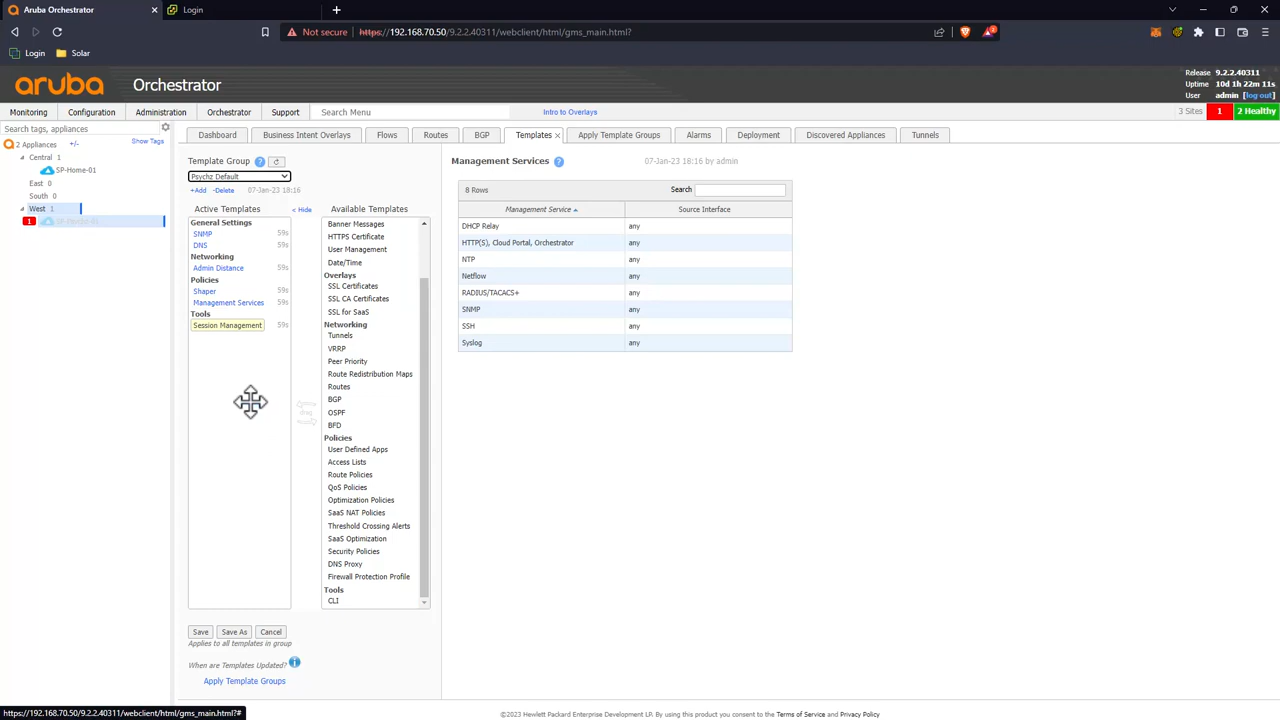 Aruba Orchestrator
Login
Not secure
https://192.168.70.50/9.2.2.40311/webclient/html/gms_main.html?
Login
Solar
aruba
Orchestrator
Release 9.2.2.40311
Uptime 10d 1h 22m 11s
User admin [log out]
Monitoring
Configuration
Administration
Orchestrator
Support
Search Menu
Intro to Overlays
3 Sites
1
2 Healthy
Search tags, appliances
2 Appliances
+/-
Show Tags
Central 1
SP-Home-01
East 0
South 0
West 1
1
Dashboard
Business Intent Overlays
Flows
Routes
BGP
Templates
Apply Template Groups
Alarms
Deployment
Discovered Appliances
Tunnels
Template Group
Psychz Default
+Add
-Delete
07-Jan-23 18:16
Active Templates
< Hide
General Settings
SNMP 59s
DNS 59s
Networking
Admin Distance 59s
Policies
Shaper 59s
Management Services 59s
Tools
Session Management 59s
drag
Available Templates
Banner Messages
HTTPS Certificate
User Management
Date/Time
Overlays
SSL Certificates
SSL CA Certificates
SSL for SaaS
Networking
Tunnels
VRRP
Peer Priority
Route Redistribution Maps
Routes
BGP
OSPF
BFD
Policies
User Defined Apps
Access Lists
Route Policies
QoS Policies
Optimization Policies
SaaS NAT Policies
Threshold Crossing Alerts
SaaS Optimization
Security Policies
DNS Proxy
Firewall Protection Profile
Tools
CLI
Save
Save As
Cancel
Applies to all templates in group
When are Templates Updated?
Apply Template Groups
Management Services
07-Jan-23 18:16 by admin
8 Rows
Search
Management Service
Source Interface
DHCP Relay any
HTTP(S), Cloud Portal, Orchestrator any
NTP any
Netflow any
RADIUS/TACACS+ any
SNMP any
SSH any
Syslog any
https://192.168.70.50/9.2.2.40311/webclient/html/gms_main.html?#
©2023 Hewlett Packard Enterprise Development LP. By using this product you consent to the Terms of Service and Privacy Policy